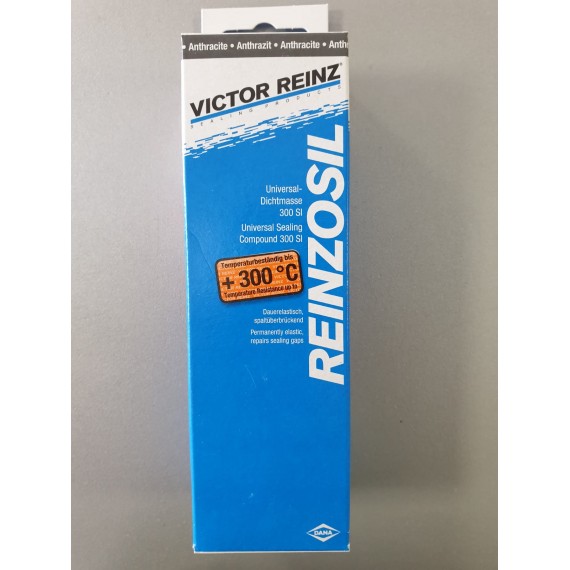 • Anthracite • Anthrazit • Anthracite • Anth
VICTOR REINZ®
SEALING PRODUCTS
REINZOSIL
Universal-
Dichtmasse
300 SI
Universal Sealing
Compound 300 SI
Temperaturbeständig bis
+ 300 °C
Temperature Resistance up to
Dauerelastisch,
spaltüberbrückend
Permanently elastic,
repairs sealing gaps
DANA